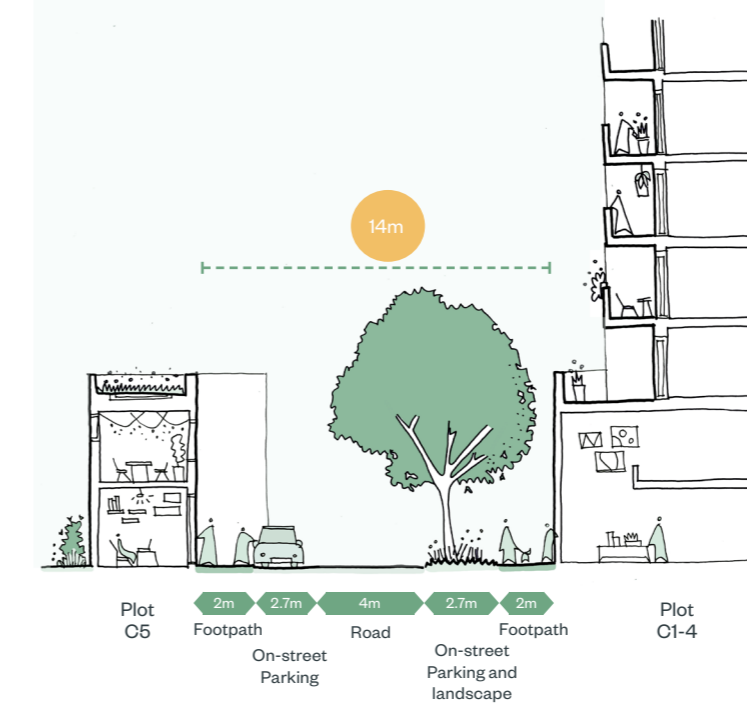 14m
2m
2.7m
4m
2.7m
2m
Plot
C5
Footpath
On-street
Parking
Road
On-street
Parking and
landscape
Footpath
Plot
C1-4